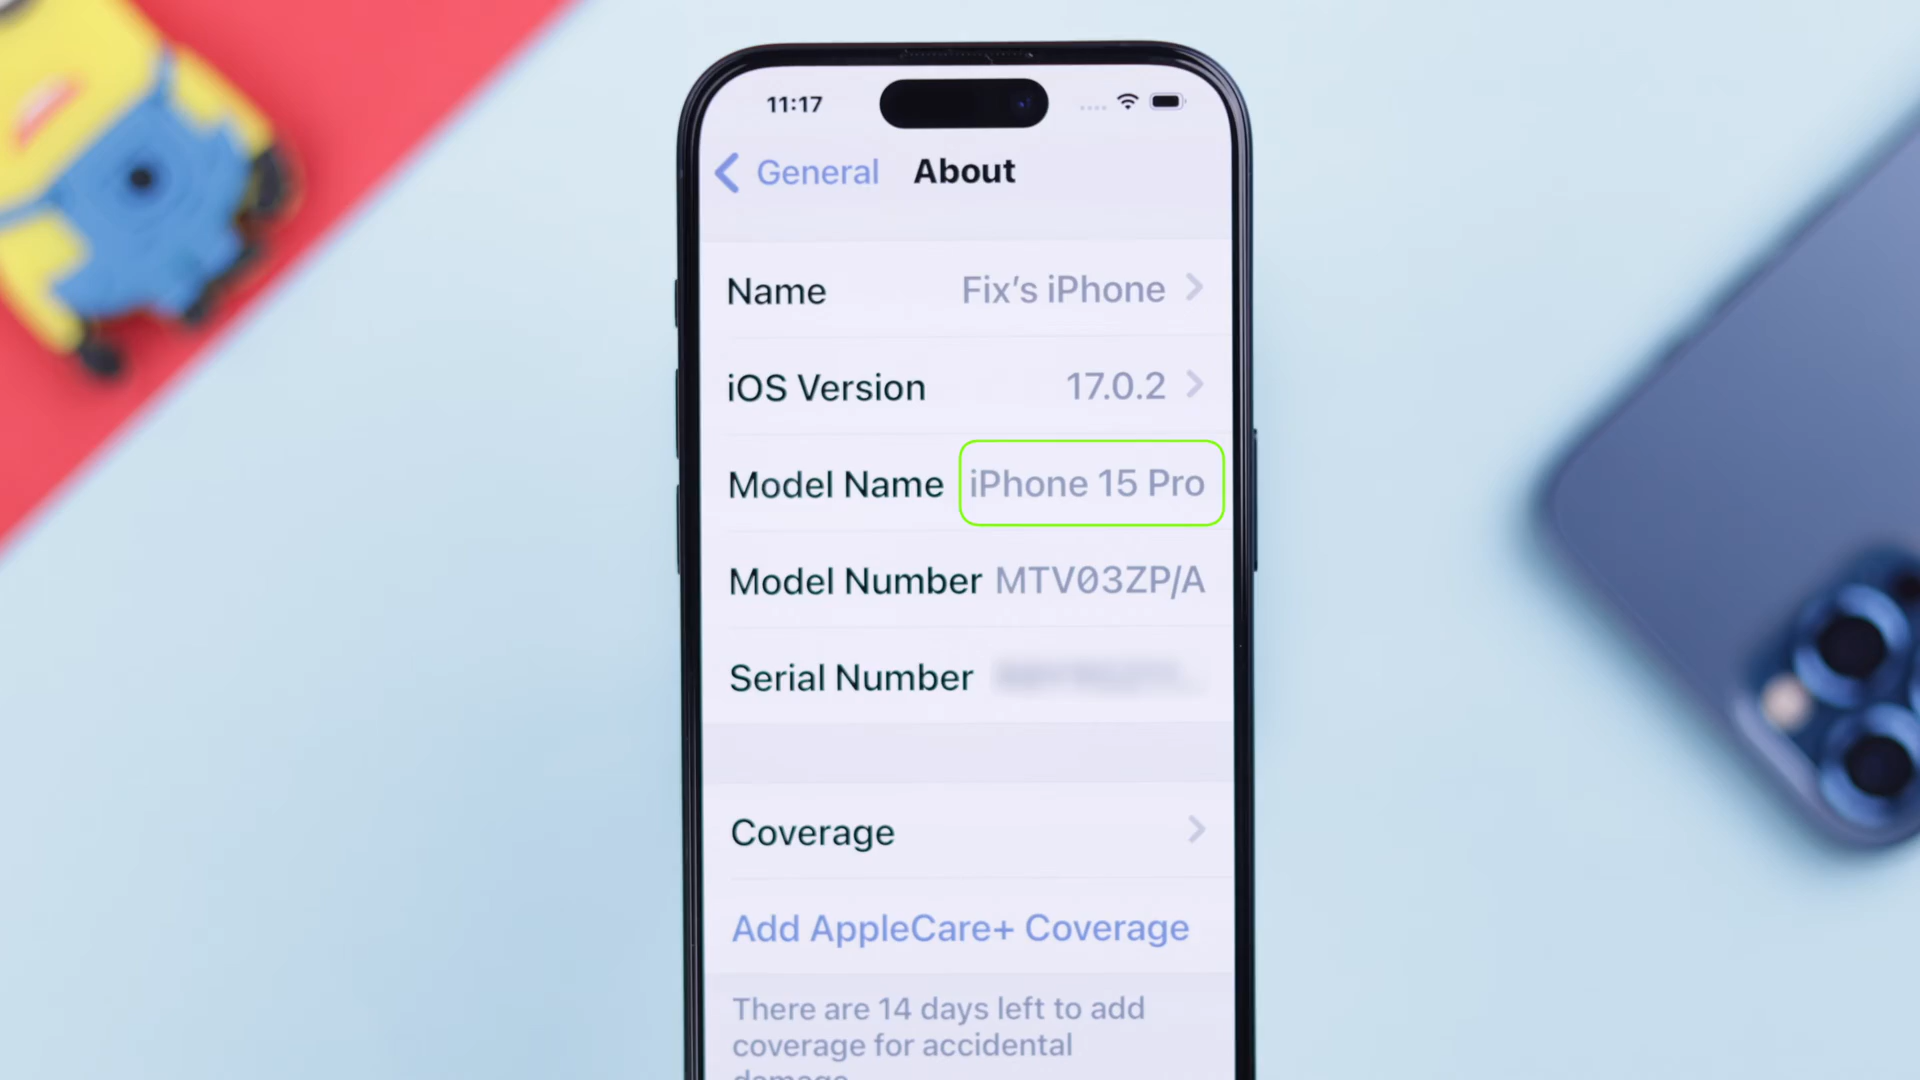 11:17
General About
Name Fix's iPhone
iOS Version 17.0.2
Model Name iPhone 15 Pro
Model Number MTV03ZP/A
Serial Number
Coverage
Add AppleCare+ Coverage
There are 14 days left to add
coverage for accidental